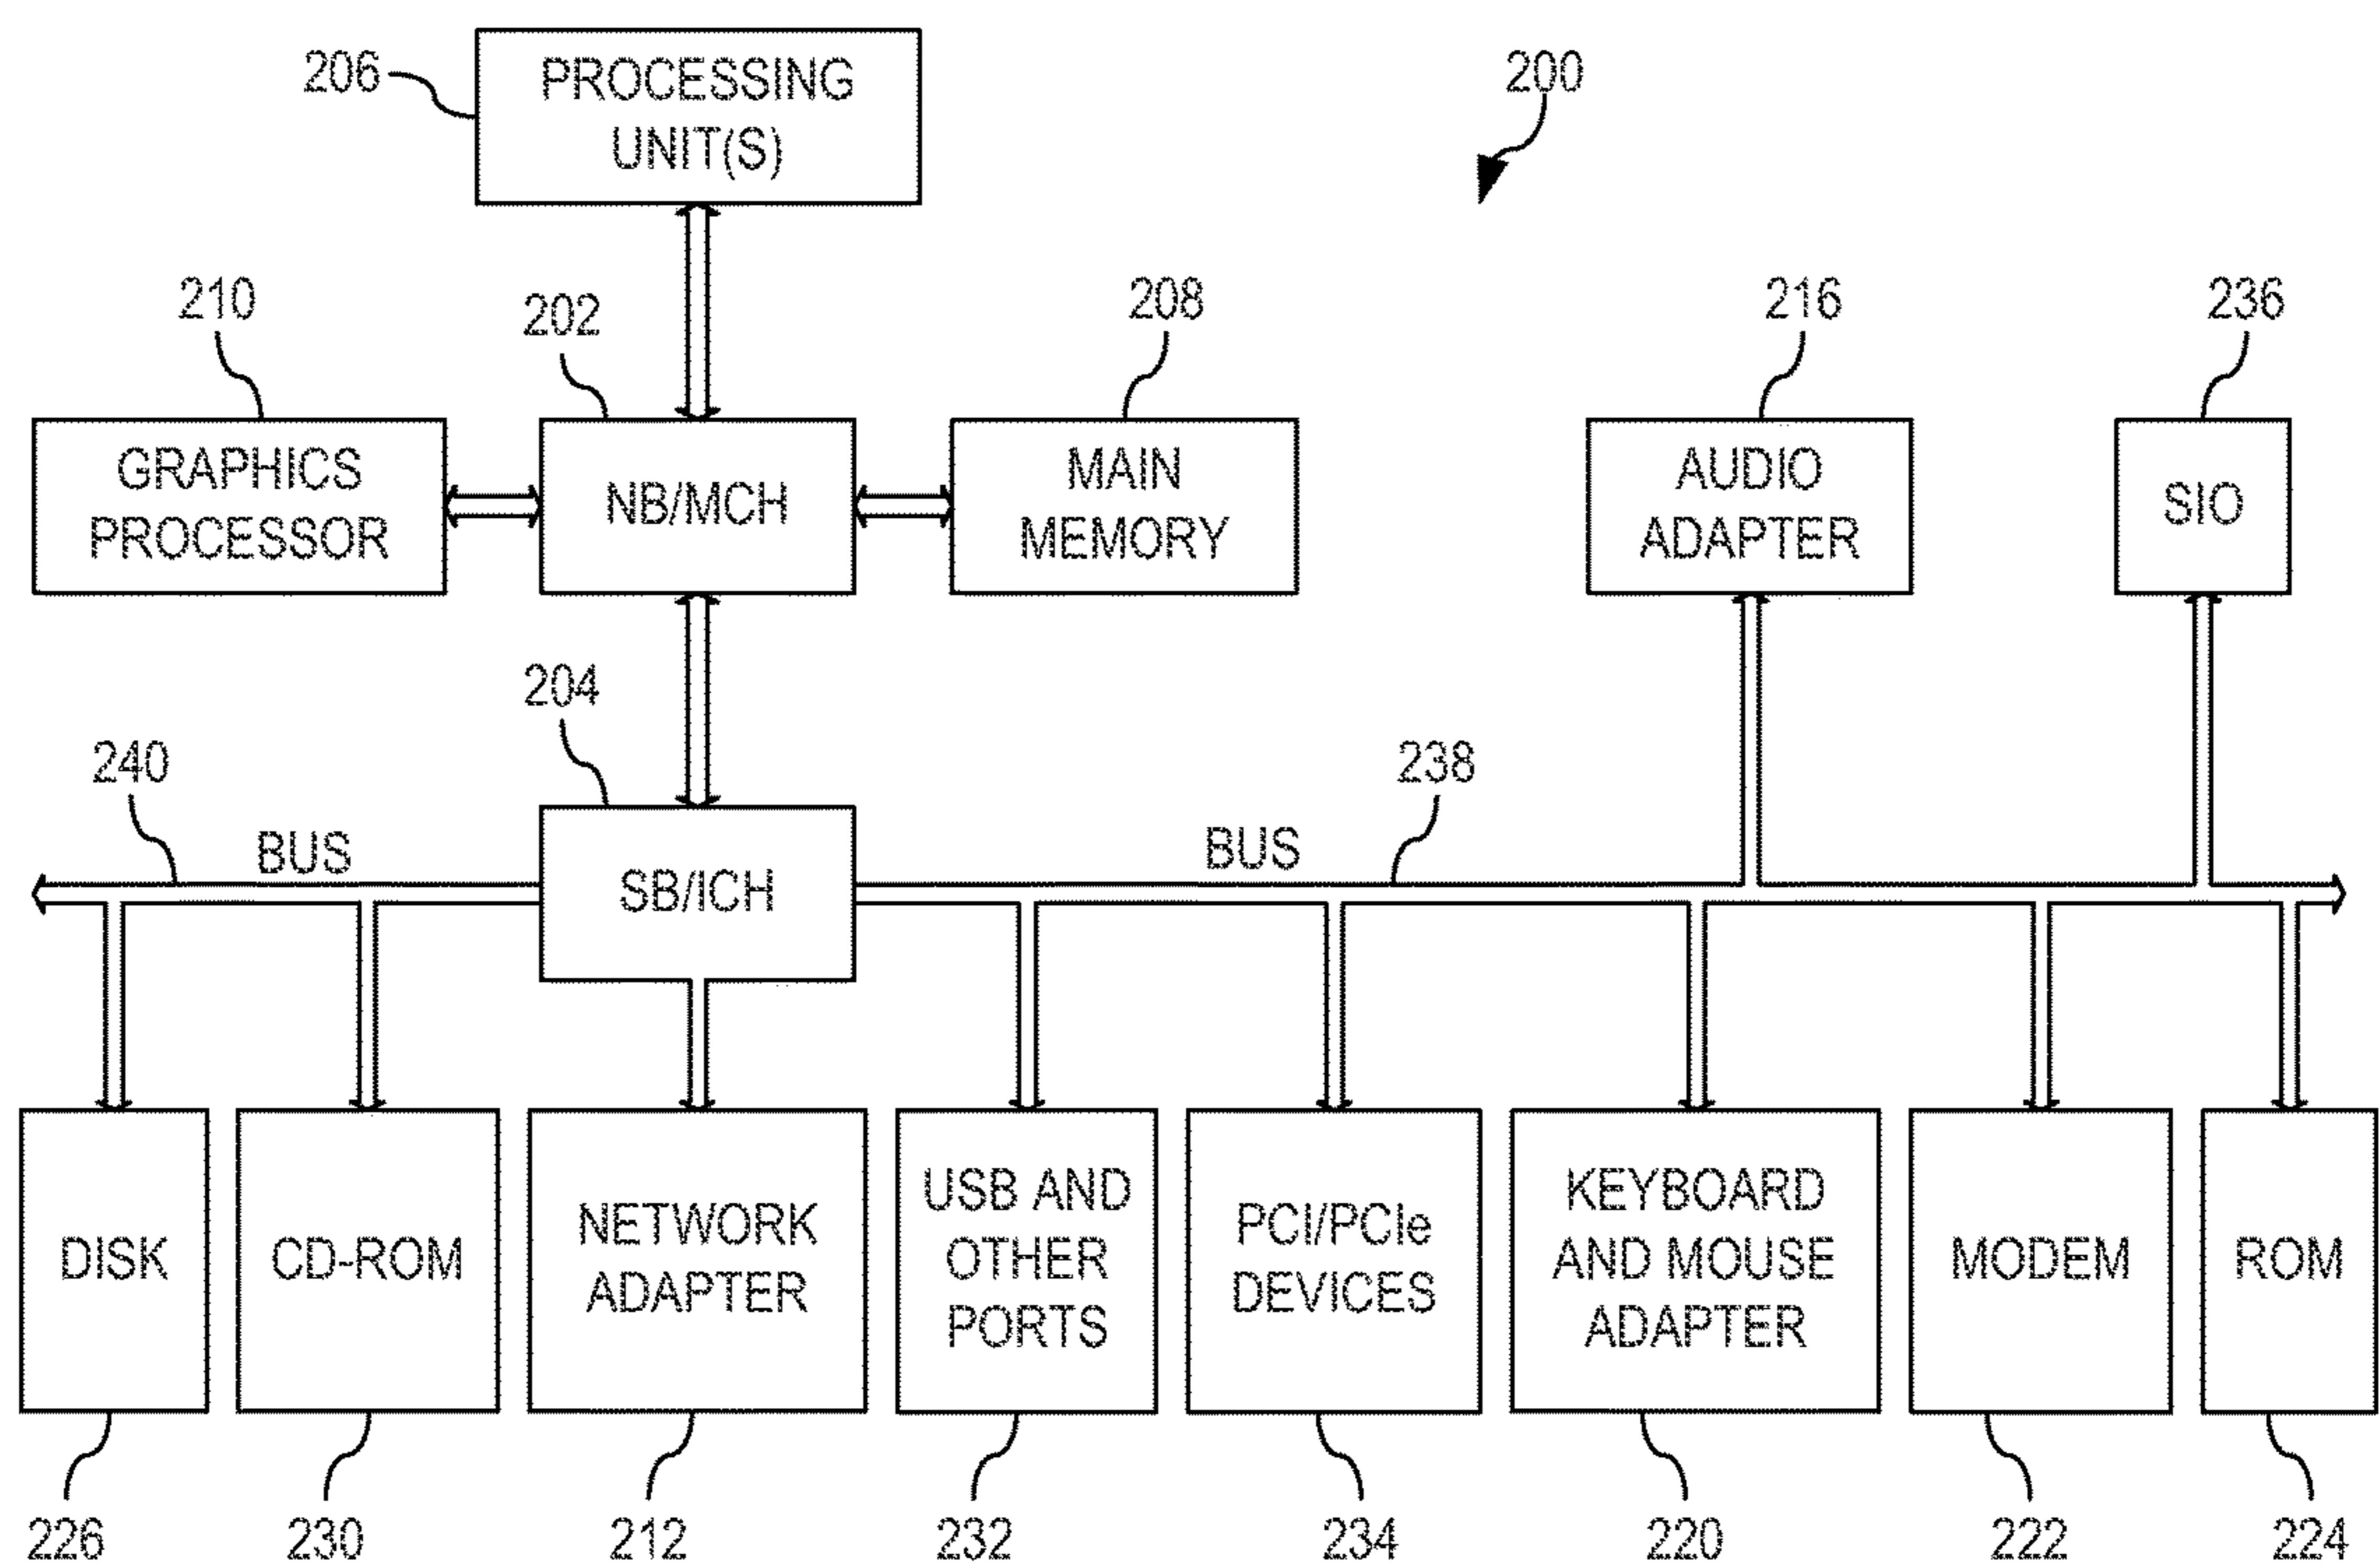 206
PROCESSING
UNIT(S)
200
210
202
208
216
236
GRAPHICS
PROCESSOR
NB/MCH
MAIN
MEMORY
AUDIO
ADAPTER
SIO
204
240
238
BUS
SB/ICH
BUS
DISK
CD-ROM
NETWORK
ADAPTER
USB AND
OTHER
PORTS
PCI/PCIe
DEVICES
KEYBOARD
AND MOUSE
ADAPTER
MODEM
ROM
226
230
212
232
234
220
222
224